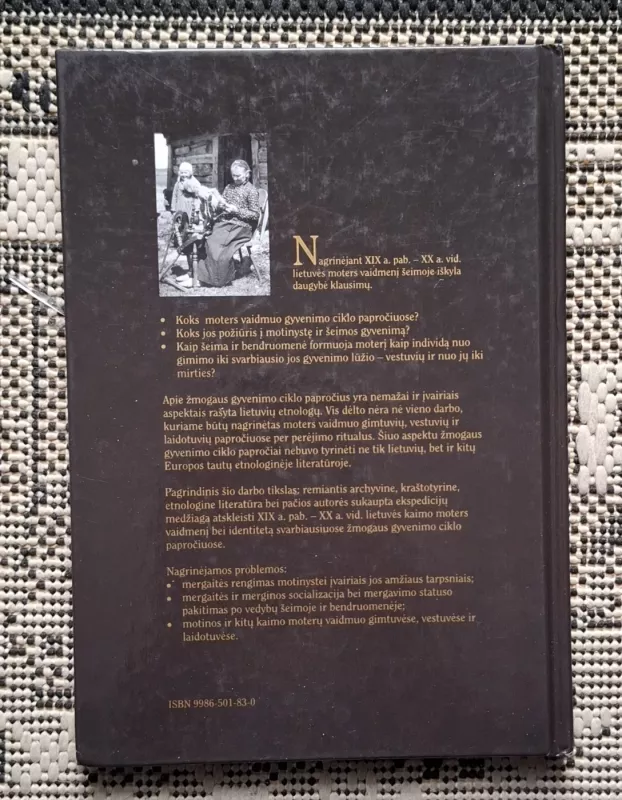 Nagrinėjant XIX a. pab. – XX a. vid.
lietuvės moters vaidmenį šeimoje iškyla
daugybė klausimų.
• Koks moters vaidmuo gyvenimo ciklo papročiuose?
• Koks jos požiūris į motinystę ir šeimos gyvenimą?
• Kaip šeima ir bendruomenė formuoja moterį kaip individą nuo
gimimo iki svarbiausio jos gyvenimo lūžio – vestuvių ir nuo jų iki
mirties?
Apie žmogaus gyvenimo ciklo papročius yra nemažai ir įvairiais
aspektais rašyta lietuvių etnologų. Vis dėlto nėra nė vieno darbo,
kuriame būtų nagrinėtas moters vaidmuo gimtuvių, vestuvių ir
laidotuvių papročiuose per perėjimo ritualus. Šiuo aspektu žmogaus
gyvenimo ciklo papročiai nebuvo tyrinėti ne tik lietuvių, bet ir kitų
Europos tautų etnologinėje literatūroje.
Pagrindinis šio darbo tikslas: remiantis archyvine, kraštotyrine,
etnologine literatūra bei pačios autorės sukaupta ekspedicijų
medžiaga atskleisti XIX a. pab. – XX a. vid. lietuvės kaimo moters
vaidmenį bei identitetą svarbiausiuose žmogaus gyvenimo ciklo
papročiuose.
Nagrinėjamos problemos:
• mergaitės rengimas motinystei įvairiais jos amžiaus tarpsniais;
• mergaitės ir merginos socializacija bei mergavimo statuso
pakitimas po vedybų šeimoje ir bendruomenėje;
• motinos ir kitų kaimo moterų vaidmuo gimtuvėse, vestuvėse ir
laidotuvėse.
ISBN 9986-501-83-0